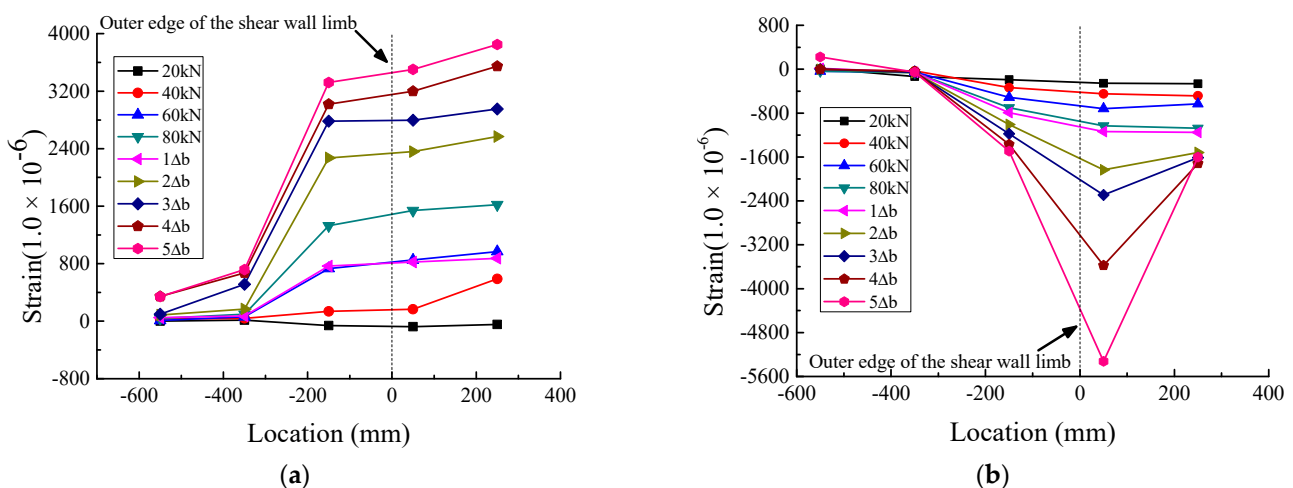 Outer edge of the shear wall limb
4000
3200
2400
1600
800
0
-800
20kN
40kN
60kN
80kN
1Δb
2Δb
3Δb
4Δb
5Δb
Strain(1.0 × 10⁻⁶)
-600 -400 -200 0 200 400
Location (mm)
(a)
800
0
-800
-1600
-2400
-3200
-4000
-4800
-5600
20kN
40kN
60kN
80kN
1Δb
2Δb
3Δb
4Δb
5Δb
Outer edge of the shear wall limb
Strain(1.0 × 10⁻⁶)
-600 -400 -200 0 200 400
Location (mm)
(b)